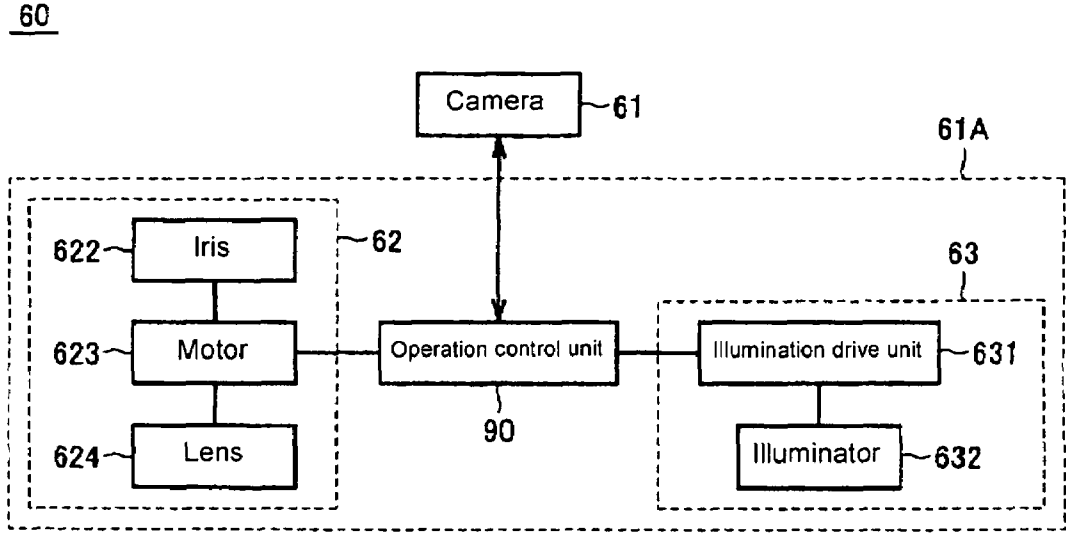 60
Camera
61
61A
622
Iris
62
63
623
Motor
Operation control unit
Illumination drive unit
631
90
624
Lens
Illuminator
632